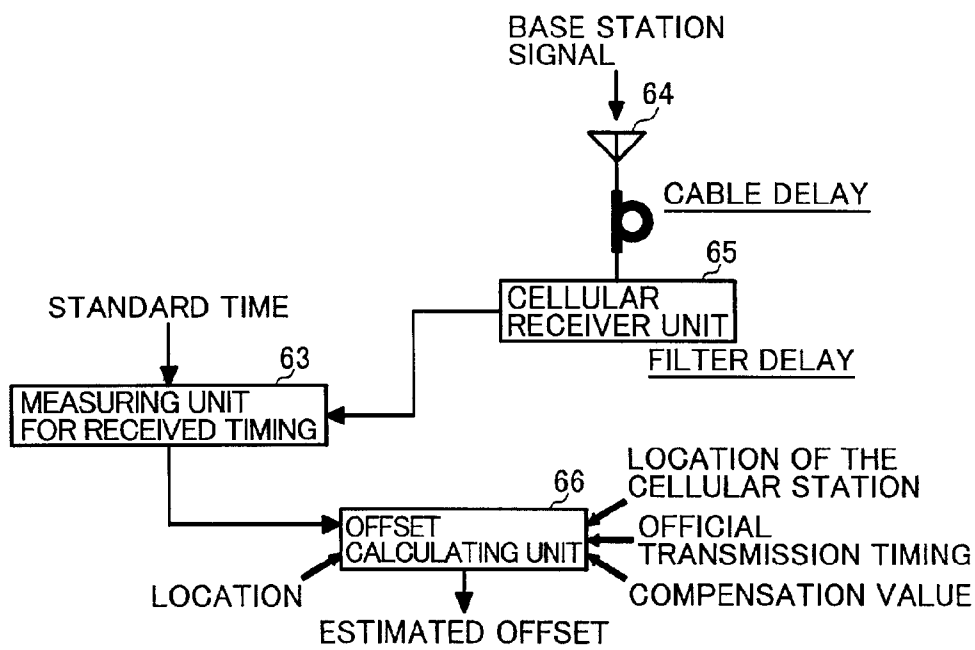 BASE STATION
SIGNAL
64
CABLE DELAY
65
CELLULAR
RECEIVER UNIT
FILTER DELAY
STANDARD TIME
63
MEASURING UNIT
FOR RECEIVED TIMING
66
OFFSET
CALCULATING UNIT
LOCATION OF THE
CELLULAR STATION
OFFICIAL
TRANSMISSION TIMING
COMPENSATION VALUE
LOCATION
ESTIMATED OFFSET